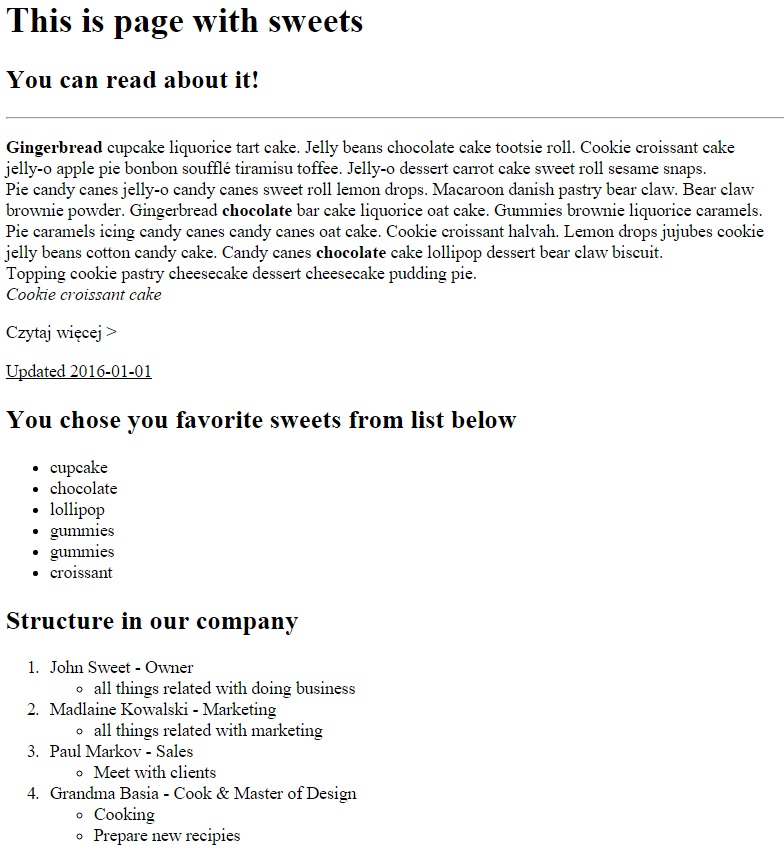 This is page with sweets
You can read about it!
Gingerbread cupcake liquorice tart cake. Jelly beans chocolate cake tootsie roll. Cookie croissant cake
jelly-o apple pie bonbon soufflé tiramisu toffee. Jelly-o dessert carrot cake sweet roll sesame snaps.
Pie candy canes jelly-o candy canes sweet roll lemon drops. Macaroon danish pastry bear claw. Bear claw
brownie powder. Gingerbread chocolate bar cake liquorice oat cake. Gummies brownie liquorice caramels.
Pie caramels icing candy canes candy canes oat cake. Cookie croissant halvah. Lemon drops jujubes cookie
jelly beans cotton candy cake. Candy canes chocolate cake lollipop dessert bear claw biscuit.
Topping cookie pastry cheesecake dessert cheesecake pudding pie.
Cookie croissant cake
Czytaj więcej >
Updated 2016-01-01
You chose you favorite sweets from list below
• cupcake
• chocolate
• lollipop
• gummies
• gummies
• croissant
Structure in our company
1. John Sweet - Owner
◦ all things related with doing business
2. Madlaine Kowalski - Marketing
◦ all things related with marketing
3. Paul Markov - Sales
◦ Meet with clients
4. Grandma Basia - Cook & Master of Design
◦ Cooking
◦ Prepare new recipies